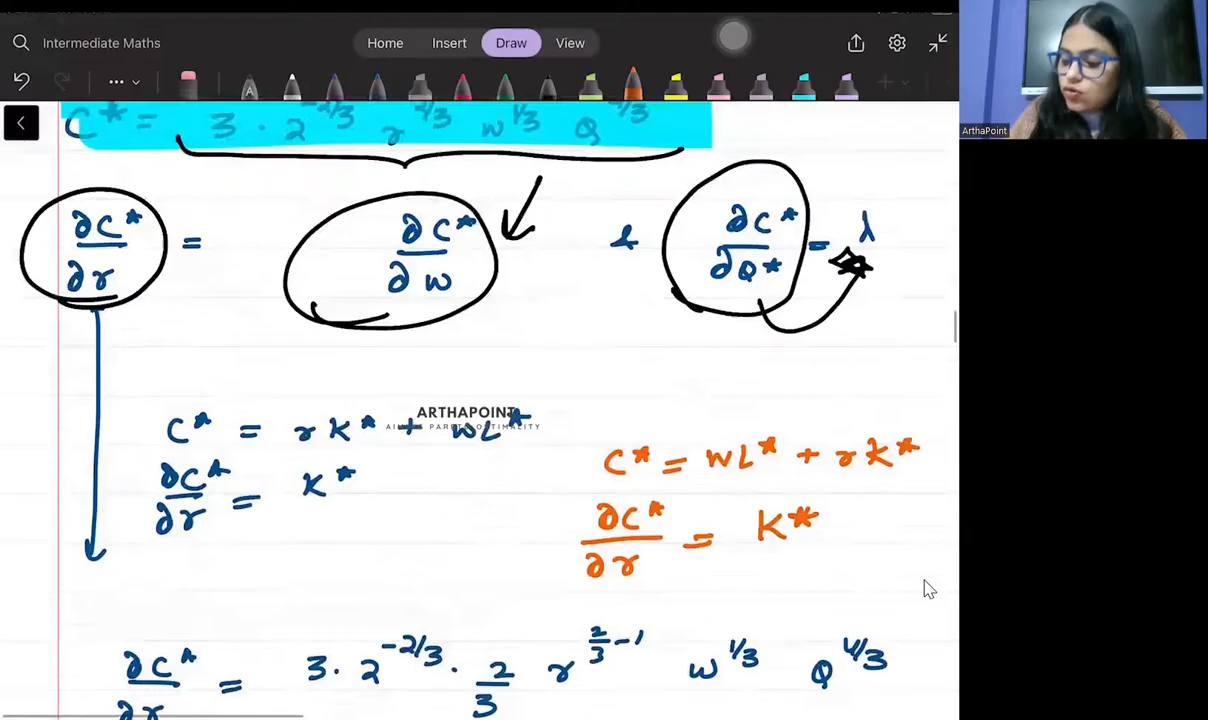 Intermediate Maths
Home Insert Draw View
A
C* = 3 · 2^-2/3 r^2/3 w^1/3 Q^4/3
∂C*/∂r = ∂C*/∂w & ∂C*/∂Q* = λ
ARTHAPOINT
C* = rK* + wL*
∂C*/∂r = K*
C* = wL* + rK*
∂C*/∂r = K*
∂C*/∂r = 3 · 2^-2/3 · 2/3 r^2/3-1 w^1/3 Q^4/3
ArthaPoint